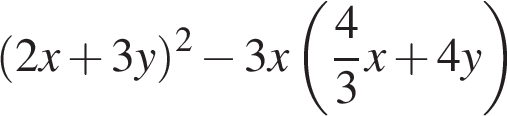 (2x + 3y)² − 3x(4/3 x + 4y)